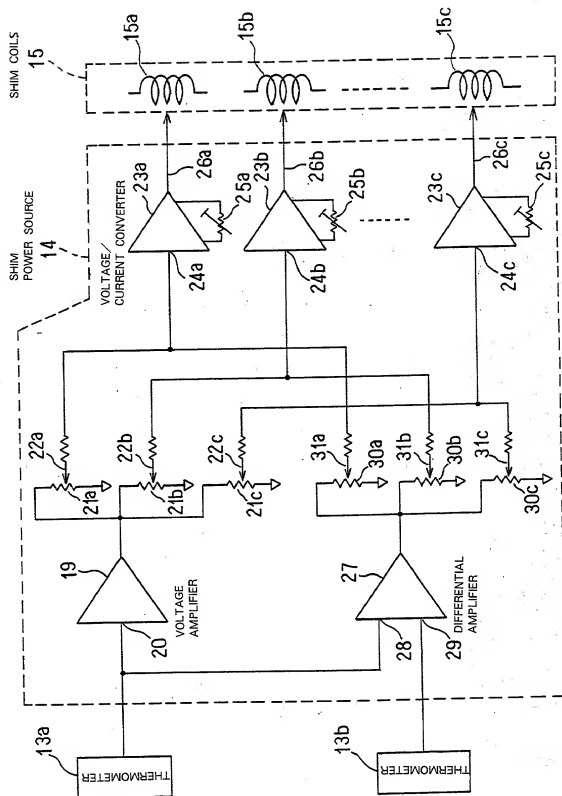 SHIM COILS
15
15a
15b
15c
SHIM
POWER SOURCE
14
VOLTAGE/
CURRENT CONVERTER
23a
26a
24a
25a
23b
26b
24b
25b
23c
26c
24c
25c
22a
21a
22b
21b
22c
21c
31a
30a
31b
30b
31c
30c
19
20
VOLTAGE
AMPLIFIER
27
28
29
DIFFERENTIAL
AMPLIFIER
13a
THERMOMETER
13b
THERMOMETER